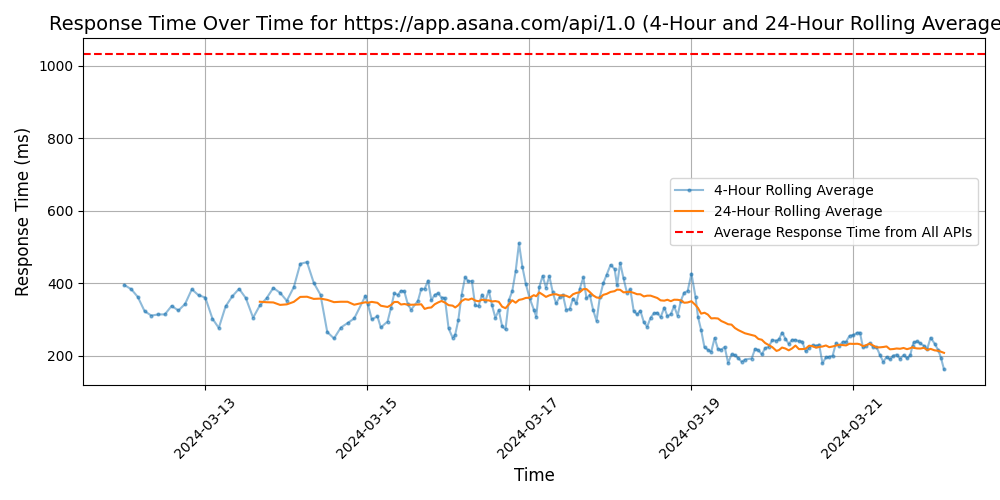 Response Time Over Time for https://app.asana.com/api/1.0 (4-Hour and 24-Hour Rolling Average
1000
800
600
400
200
Response Time (ms)
4-Hour Rolling Average
24-Hour Rolling Average
Average Response Time from All APIs
2024-03-13
2024-03-15
2024-03-17
2024-03-19
2024-03-21
Time